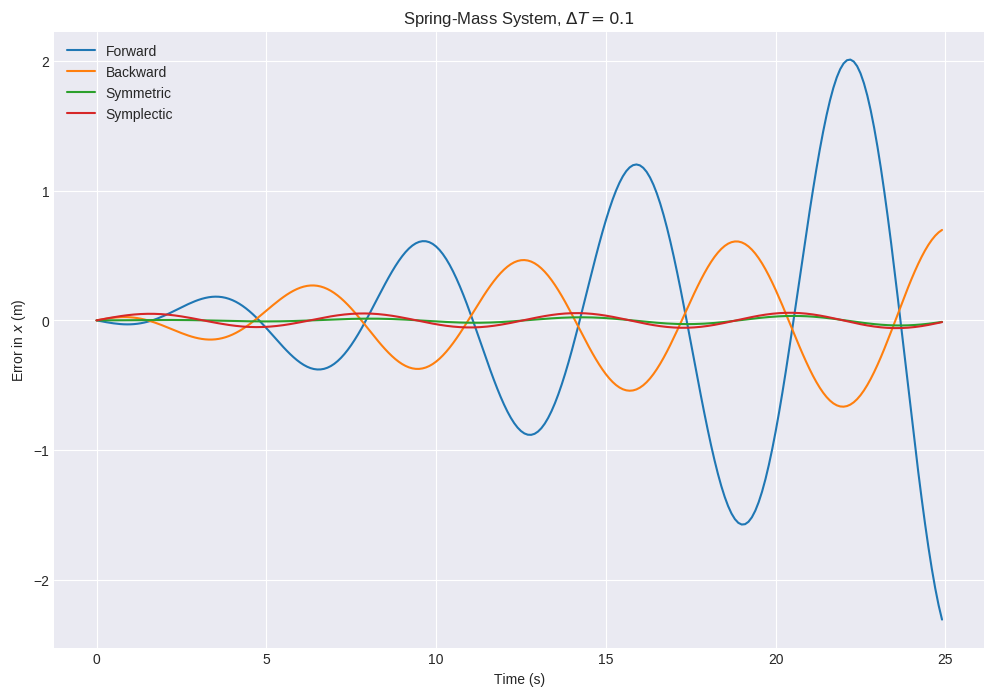 Spring-Mass System, ΔT = 0.1
Forward
Backward
Symmetric
Symplectic
2
1
0
−1
−2
Error in x (m)
0 5 10 15 20 25
Time (s)